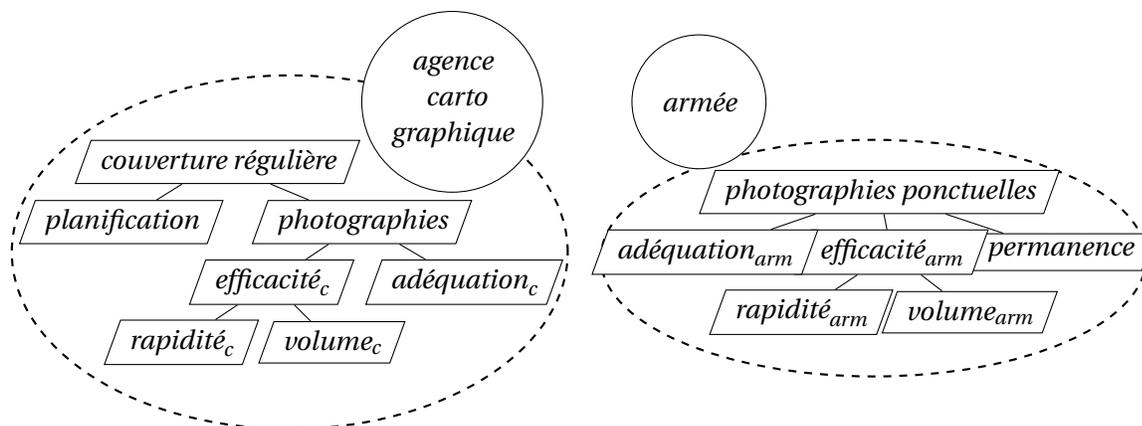 agence
carto
graphique
couverture régulière
planification
photographies
efficacité_c
adéquation_c
rapidité_c
volume_c
armée
photographies ponctuelles
adéquation_arm
efficacité_arm
permanence
rapidité_arm
volume_arm